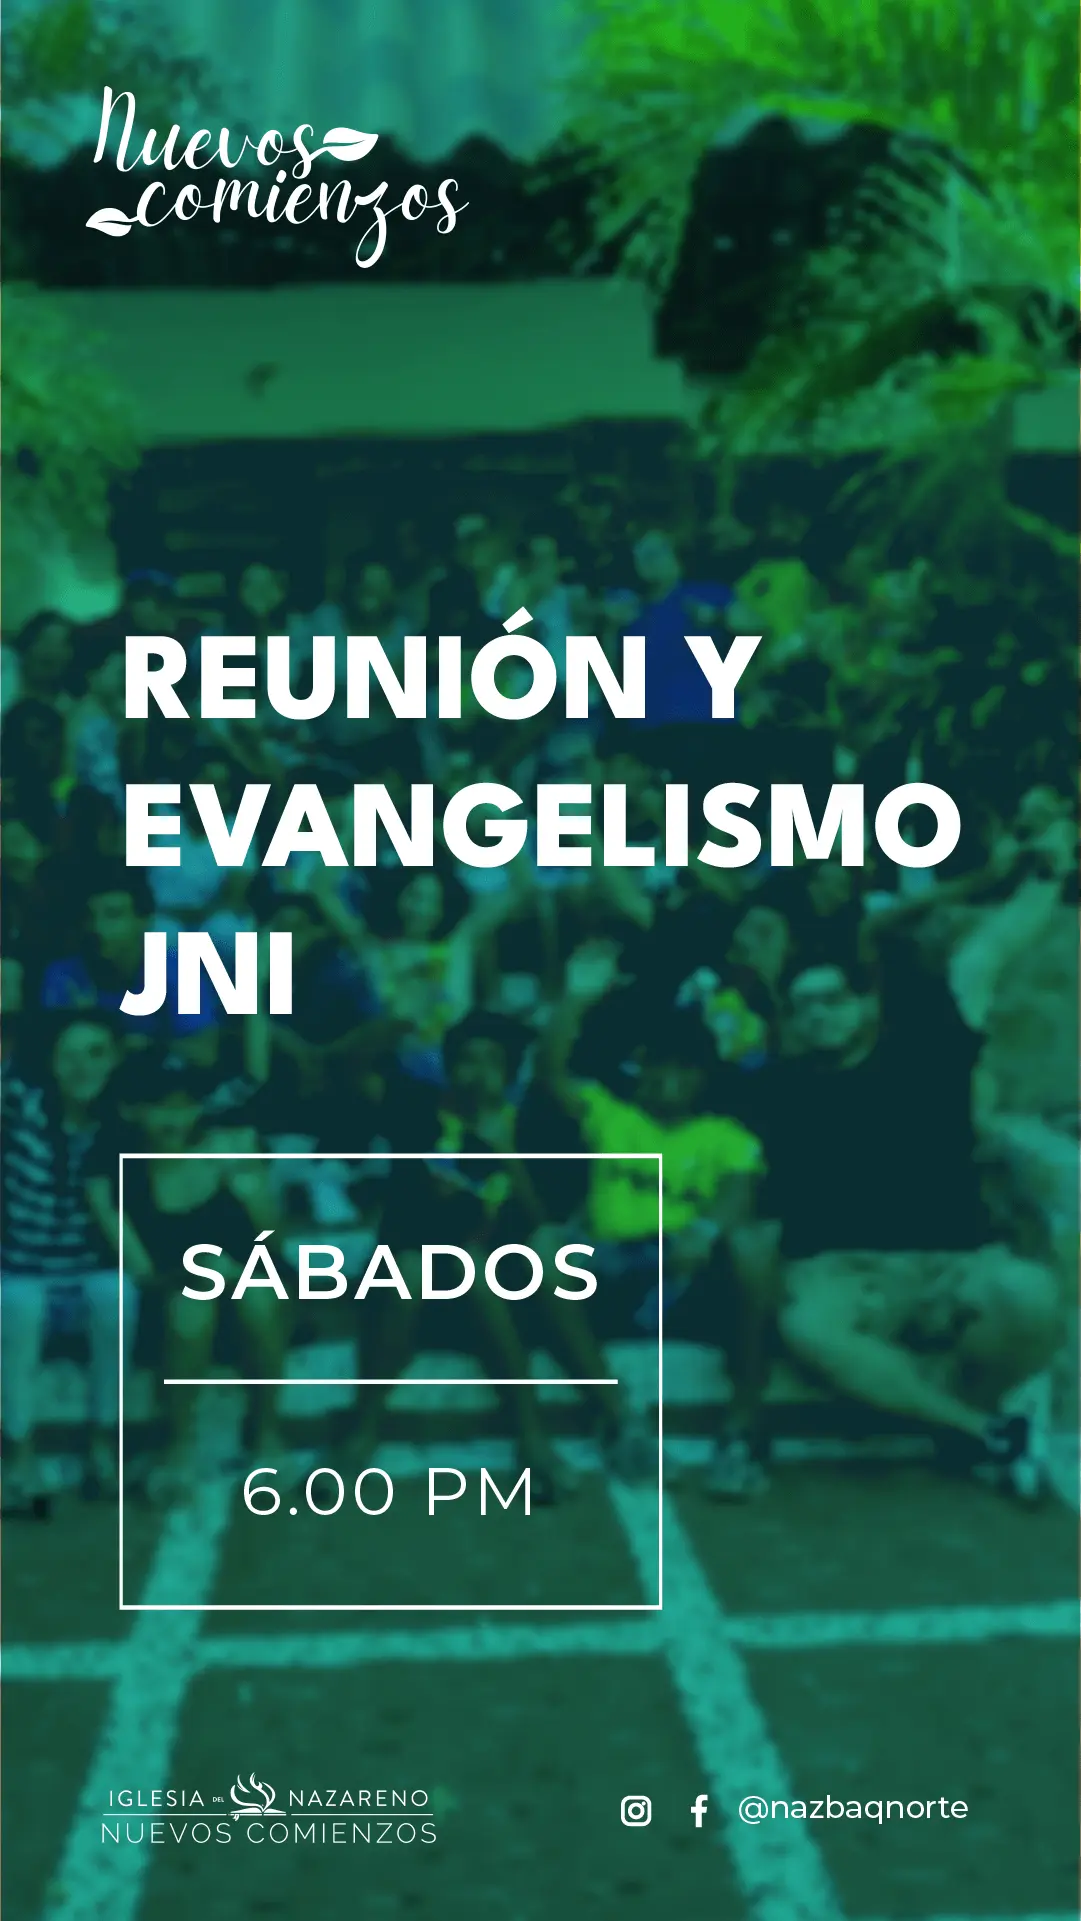 Nuevos
comienzos
REUNIÓN Y
EVANGELISMO
JNI
SÁBADOS
6.00 PM
IGLESIA DEL NAZARENO
NUEVOS COMIENZOS
@nazbaqnorte